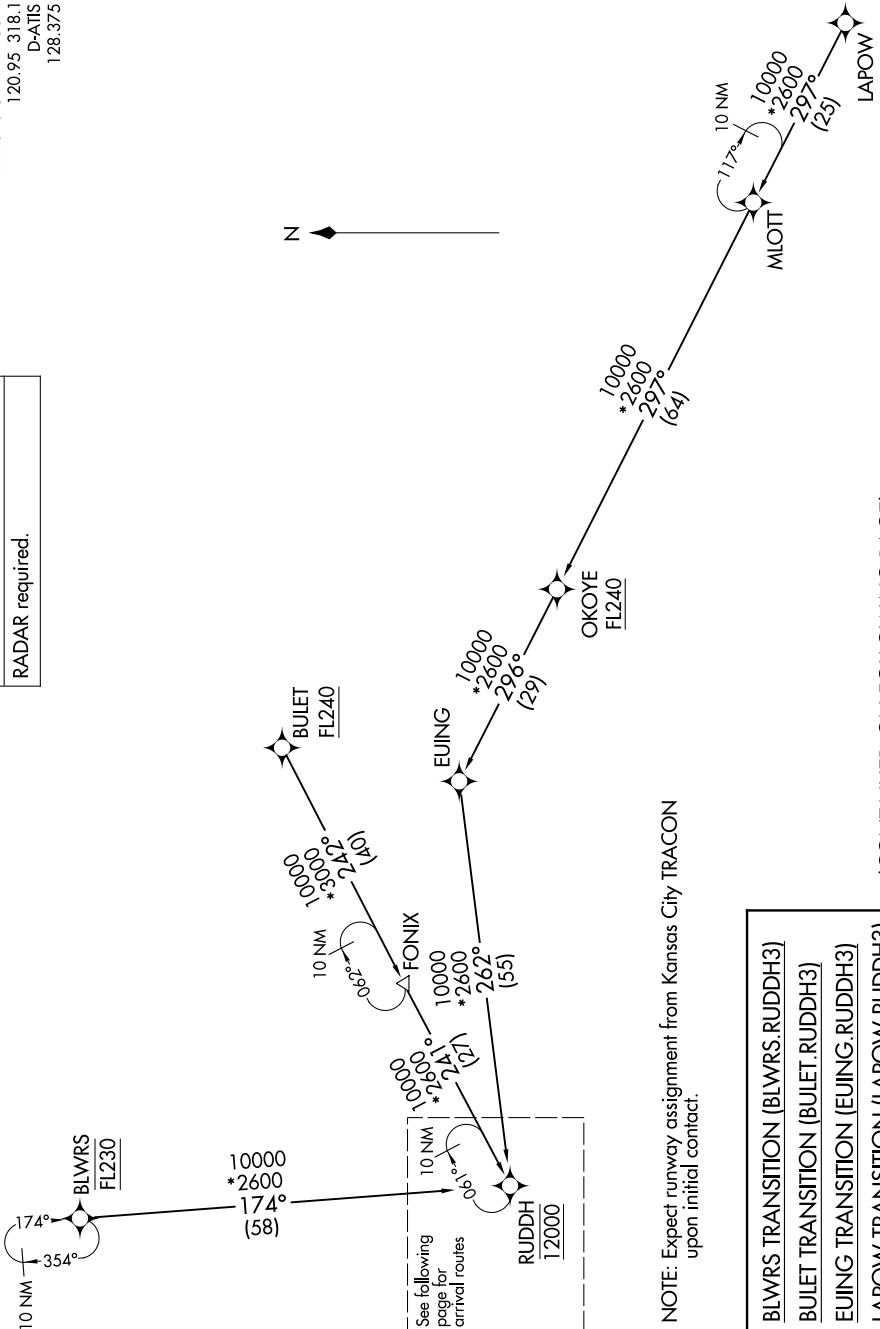 120.95 318.1
D-ATIS
128.375
RADAR required.
N
10 NM
174°
354°
BLWRS
FL230
10000
*2600
174°
(58)
BULET
FL240
10000
*3000
242°
(40)
10 NM
062°
FONIX
10000
*2600
241°
(27)
EUING
10000
*2600
262°
(55)
10000
*2600
296°
(29)
OKOYE
FL240
10000
*2600
297°
(64)
MLOTT
10 NM
117°
10000
*2600
297°
(25)
LAPOW
See following
page for
arrival routes
10 NM
061°
RUDDH
12000
NOTE: Expect runway assignment from Kansas City TRACON
upon initial contact.
BLWRS TRANSITION (BLWRS.RUDDH3)
BULET TRANSITION (BULET.RUDDH3)
EUING TRANSITION (EUING.RUDDH3)
LAPOW TRANSITION (LAPOW.RUDDH3)